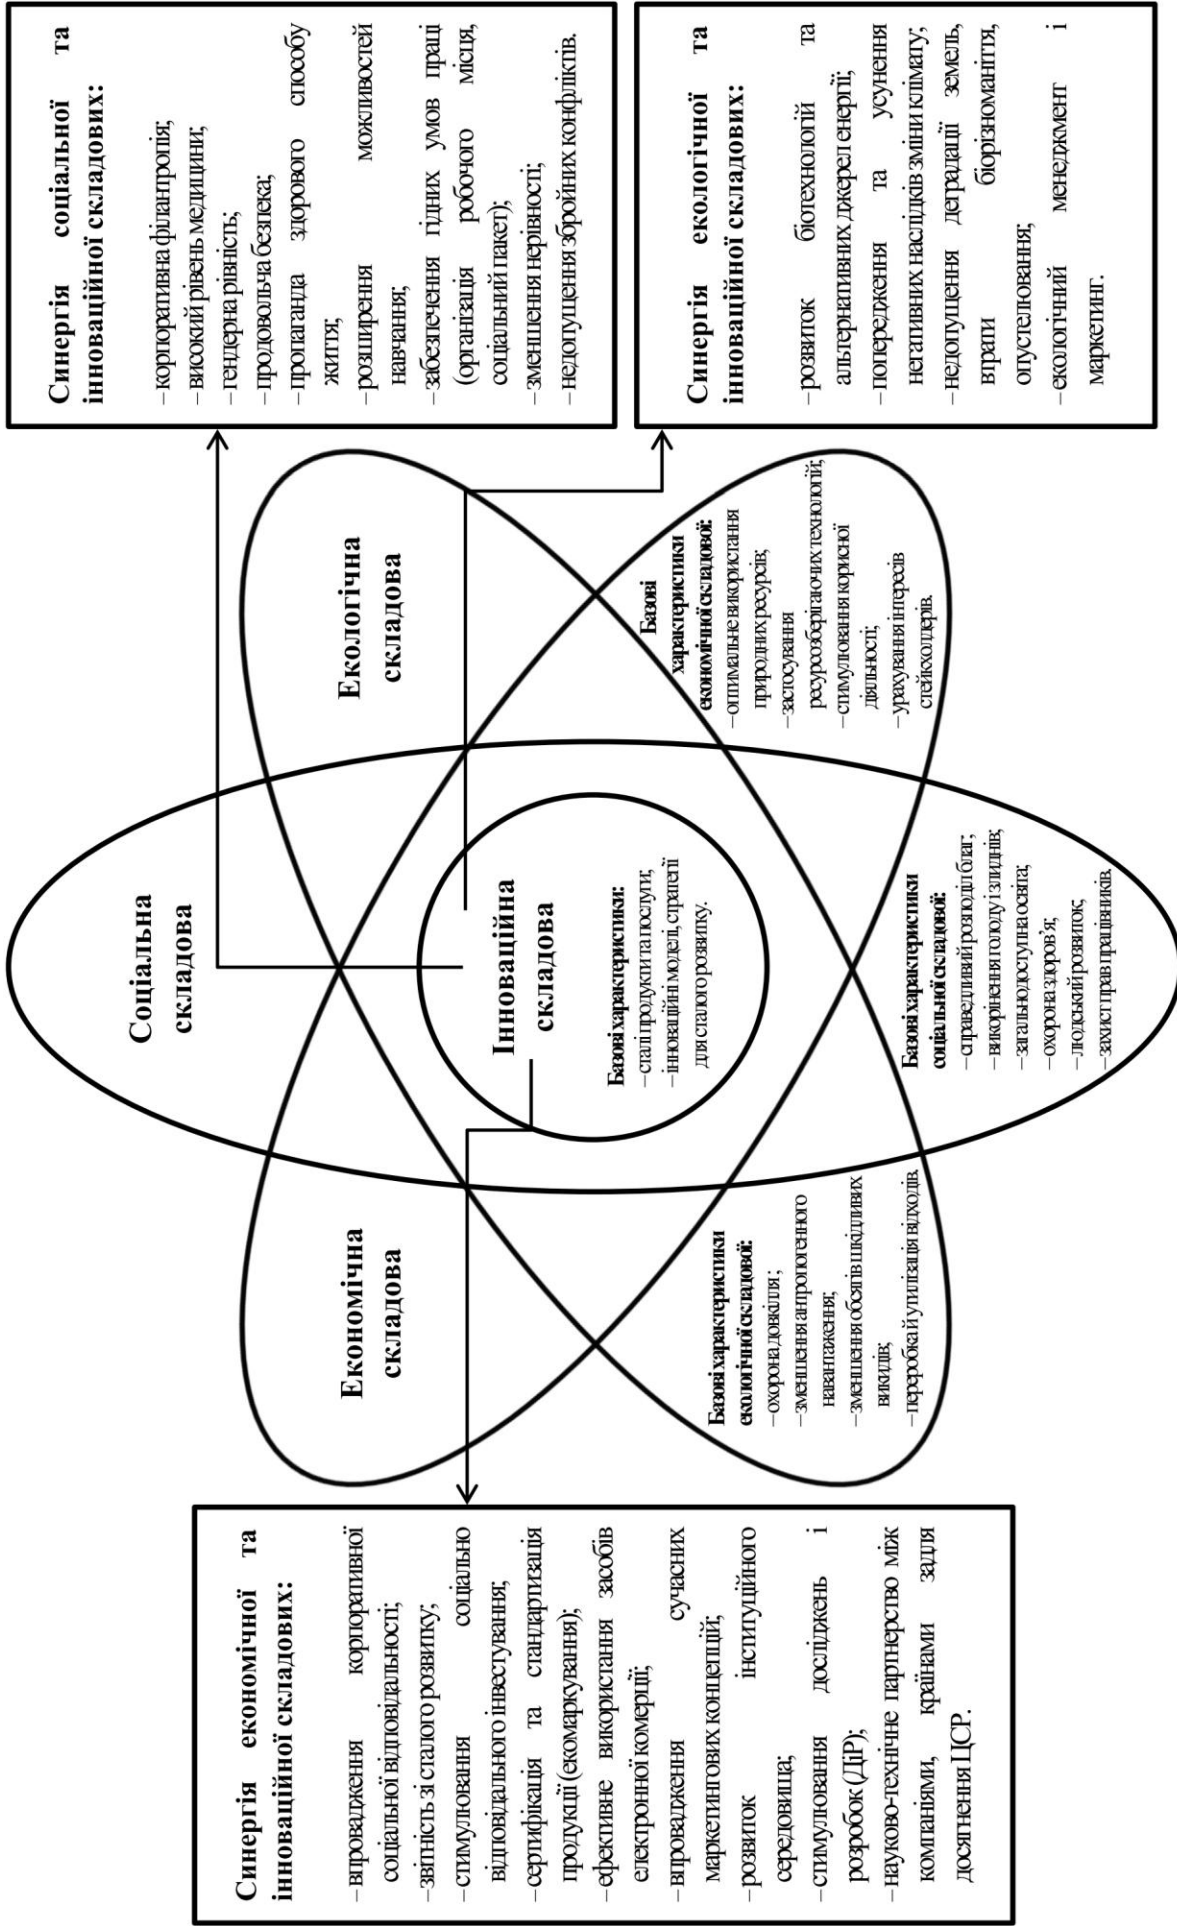 Синергія економічної та
інноваційної складових:
–впровадження корпоративної
соціальної відповідальності;
–звітність зі сталого розвитку;
–стимулювання соціально
відповідального інвестування;
–сертифікація та стандартизація
продукції (екомаркування);
–ефективне використання засобів
електронної комерції;
–впровадження сучасних
маркетингових концепцій;
–розвиток інституційного
середовища;
–стимулювання досліджень і
розробок (ДіР);
–науково-технічне партнерство між
компаніями, країнами задля
досягнення ЦСР.
Економічна
складова
Соціальна
складова
Екологічна
складова
Інноваційна
складова
Базові характеристики:
–сталі продукти та послуги;
–інноваційні моделі, стратегії
для сталого розвитку.
Базові характеристики
екологічної складової:
–охорона довкілля ;
–зменшення антропогенного
навантаження;
–зменшення обсягів шкідливих
викидів;
–переробка й утилізація відходів.
Базові характеристики
соціальної складової:
–справедливий розподіл благ;
–викорінення голоду і злиднів;
–загальнодоступна освіта;
–охорона здоров’я;
–людський розвиток;
–захист прав працівників.
Базові
характеристики
економічної складової:
–оптимальне використання
природних ресурсів;
–застосування
ресурсозберігаючих технологій;
–стимулювання корисної
діяльності;
–урахування інтересів
стейкхолдерів.
Синергія соціальної та
інноваційної складових:
–корпоративна філантропія;
–високий рівень медицини;
–гендерна рівність;
–продовольча безпека;
–пропаганда здорового способу
життя;
–розширення можливостей
навчання;
–забезпечення гідних умов праці
(організація робочого місця,
соціальний пакет);
–зменшення нерівності;
–недопущення збройних конфліктів.
Синергія екологічної та
інноваційної складових:
–розвиток біотехнологій та
альтернативних джерел енергії;
–попередження та усунення
негативних наслідків зміни клімату;
–недопущення деградації земель,
втрати біорізноманіття,
опустелювання;
–екологічний менеджмент і
маркетинг.